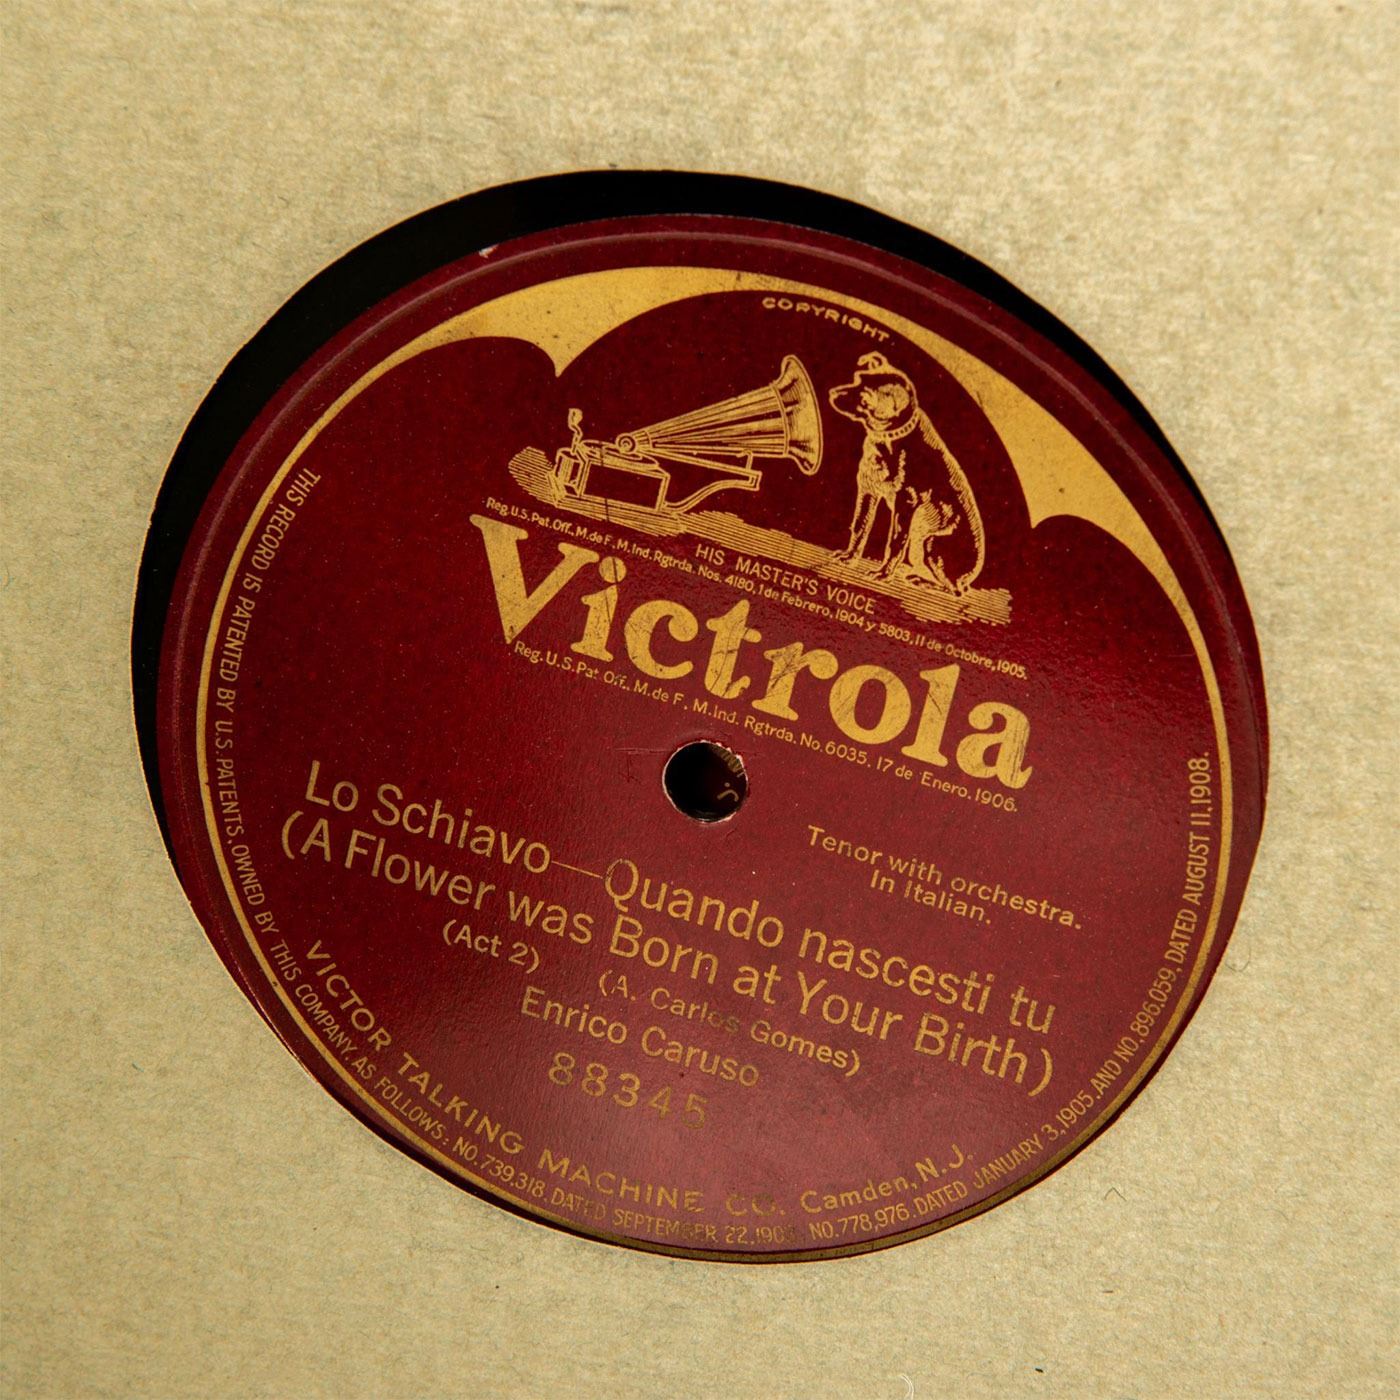 COPYRIGHT
HIS MASTER'S VOICE
Reg. U.S. Pat. Off., M. de F., M. Ind. Rgtrda. Nos. 4180, 1 de Febrero, 1904 y 5803, 11 de Octobre, 1905.
Victrola
Reg. U.S. Pat. Off., M. de F., M. Ind. Rgtrda. No. 6035. 17 de Enero. 1906.
Tenor with orchestra.
In Italian.
Lo Schiavo—Quando nascesti tu
(A Flower was Born at Your Birth)
(Act 2)
(A. Carlos Gomes)
Enrico Caruso
88345
VICTOR TALKING MACHINE CO. Camden, N.J.
THIS RECORD IS PATENTED BY U.S. PATENTS, OWNED BY THIS COMPANY, AS FOLLOWS: NO. 739,318, DATED SEPTEMBER 22, NO. 778,976, DATED JANUARY 3, 1905, AND NO. 896,059, DATED AUGUST 11, 1908.